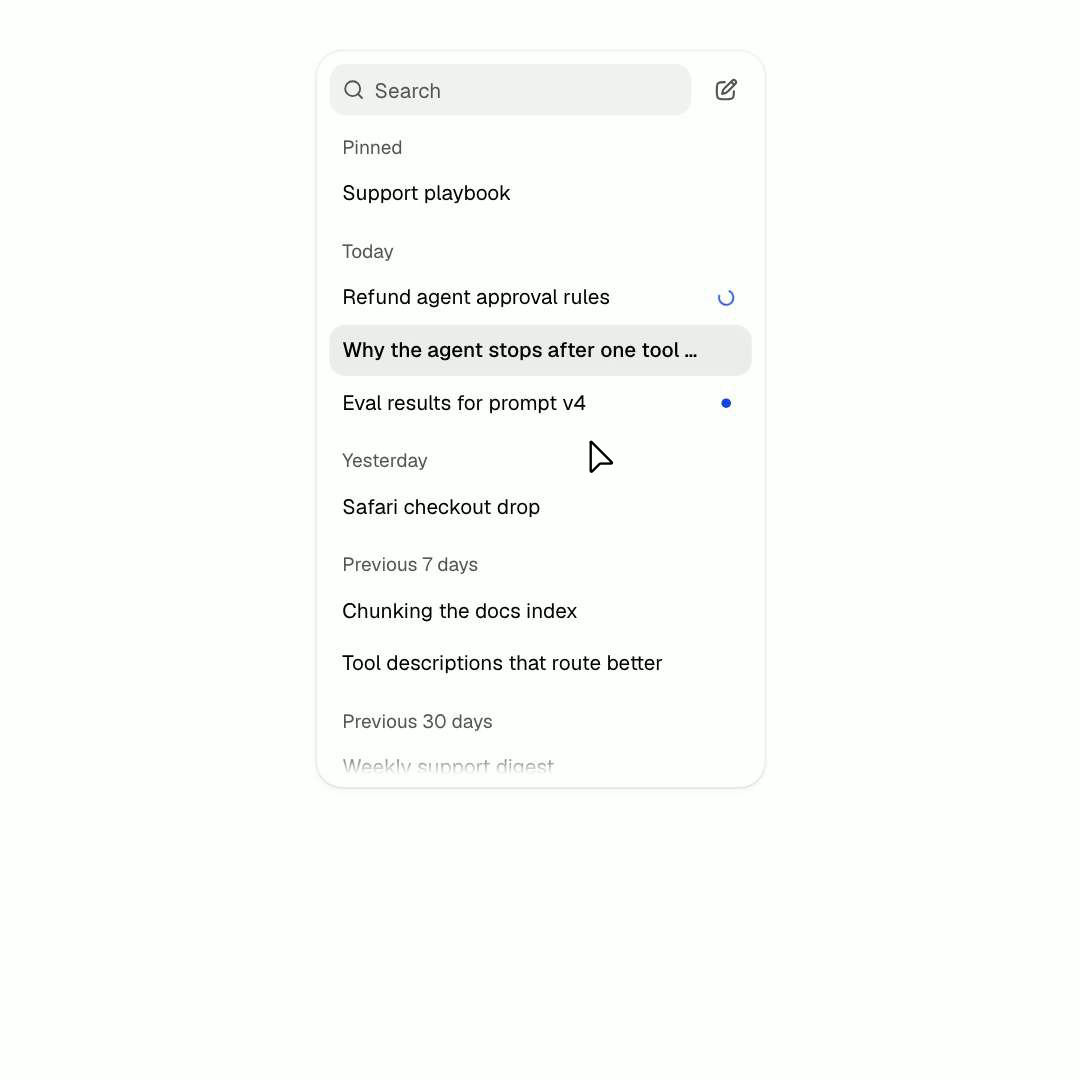 Search
Pinned
Support playbook
Today
Refund agent approval rules
Why the agent stops after one tool ...
Eval results for prompt v4
Yesterday
Safari checkout drop
Previous 7 days
Chunking the docs index
Tool descriptions that route better
Previous 30 days
Weekly support digest